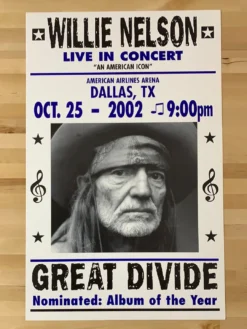 WILLIE NELSON
LIVE IN CONCERT
"AN AMERICAN ICON"
AMERICAN AIRLINES ARENA
DALLAS, TX
OCT. 25 - 2002 ♫ 9:00pm
GREAT DIVIDE
Nominated: Album of the Year